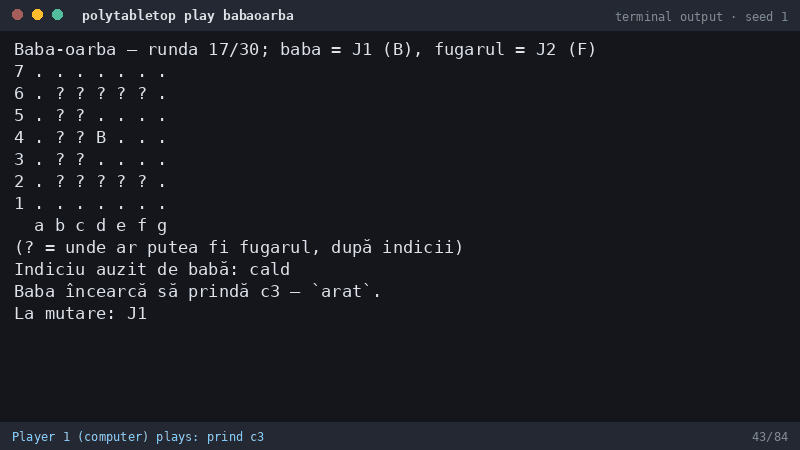 polytabletop play babaoarba
terminal output · seed 1
Baba-oarba — runda 17/30; baba = J1 (B), fugarul = J2 (F)
7 . . . . . . .
6 . ? ? ? ? ? .
5 . ? ? . . . .
4 . ? ? B . . .
3 . ? ? . . . .
2 . ? ? ? ? ? .
1 . . . . . . .
  a b c d e f g
(? = unde ar putea fi fugarul, după indicii)
Indiciu auzit de babă: cald
Baba încearcă să prindă c3 — `arat`.
La mutare: J1
Player 1 (computer) plays: prind c3
43/84